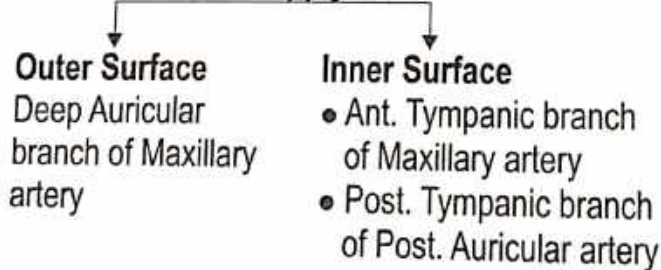 Outer Surface
Deep Auricular
branch of Maxillary
artery
Inner Surface
• Ant. Tympanic branch
of Maxillary artery
• Post. Tympanic branch
of Post. Auricular artery